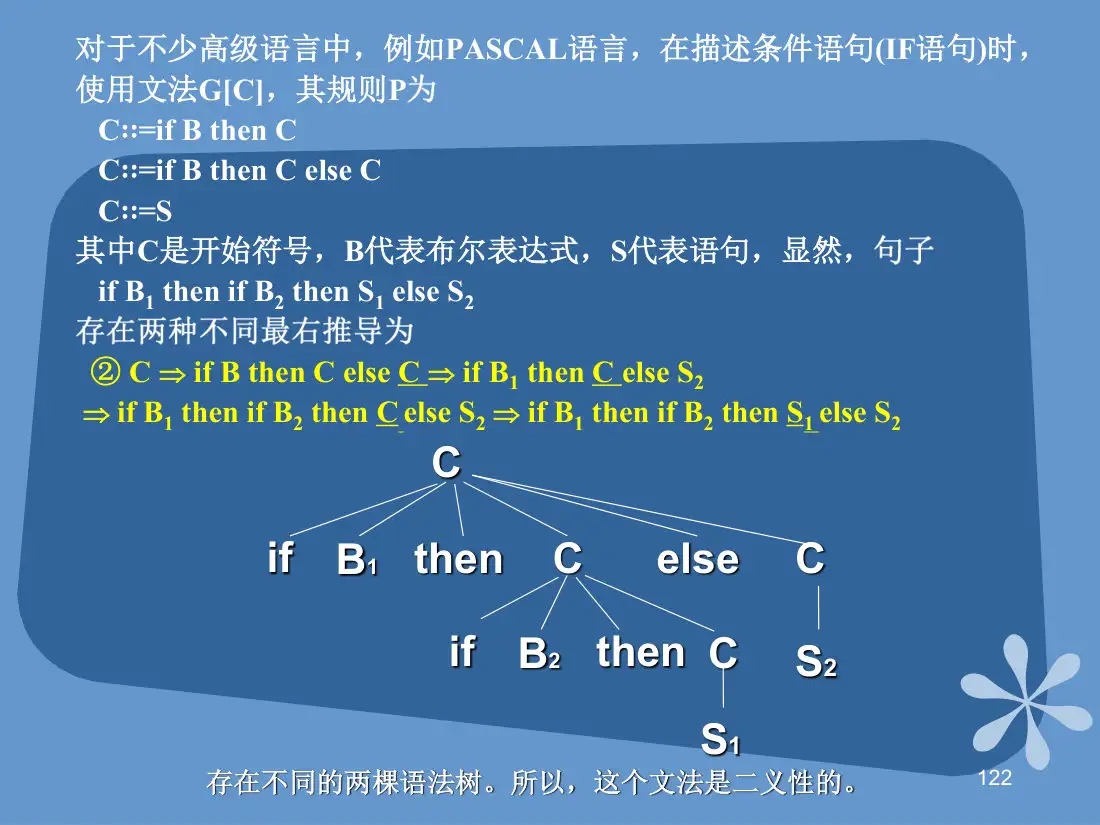 对于不少高级语言中，例如PASCAL语言，在描述条件语句(IF语句)时，
使用文法G[C]，其规则P为
C∷=if B then C
C∷=if B then C else C
C∷=S
其中C是开始符号，B代表布尔表达式，S代表语句，显然，句子
if B₁ then if B₂ then S₁ else S₂
存在两种不同最右推导为
② C ⇒ if B then C else C ⇒ if B₁ then C else S₂
⇒ if B₁ then if B₂ then C else S₂ ⇒ if B₁ then if B₂ then S₁ else S₂
C
if B₁ then C else C
if B₂ then C S₂
S₁
存在不同的两棵语法树。所以，这个文法是二义性的。
122